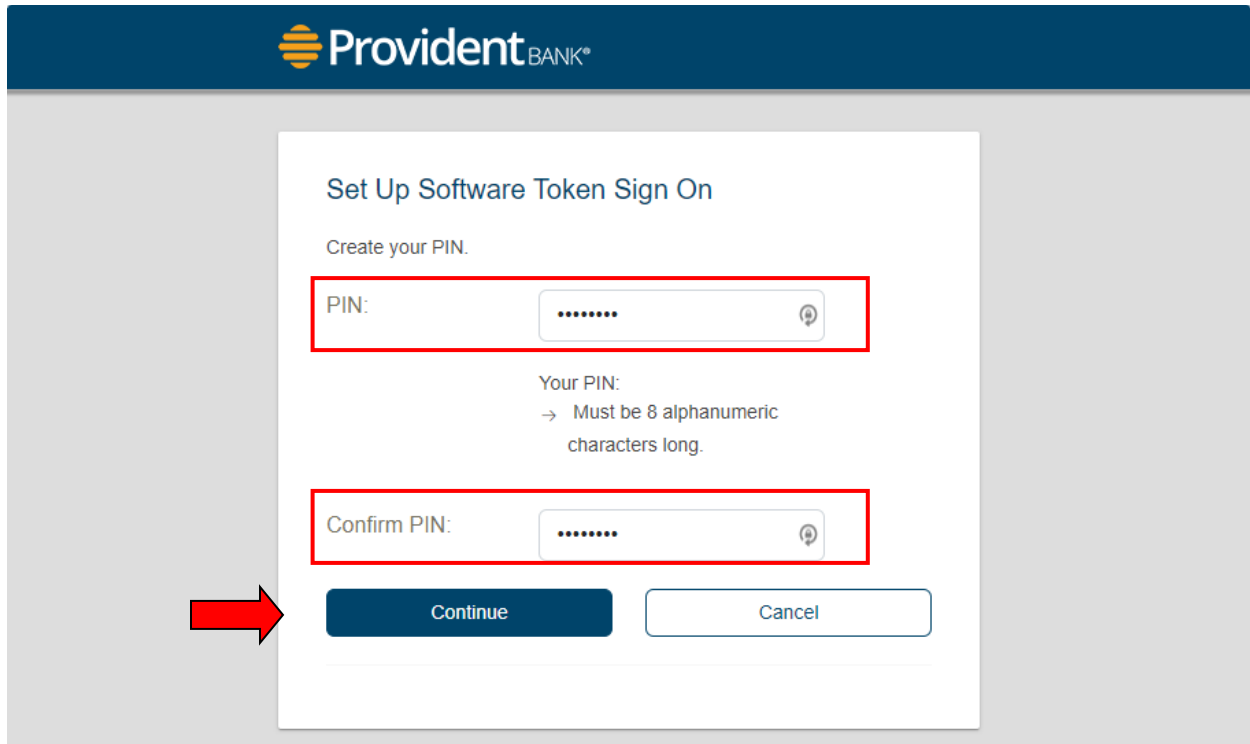 Provident BANK®
Set Up Software Token Sign On
Create your PIN.
PIN:
••••••••
Your PIN:
→ Must be 8 alphanumeric
characters long.
Confirm PIN:
••••••••
Continue
Cancel